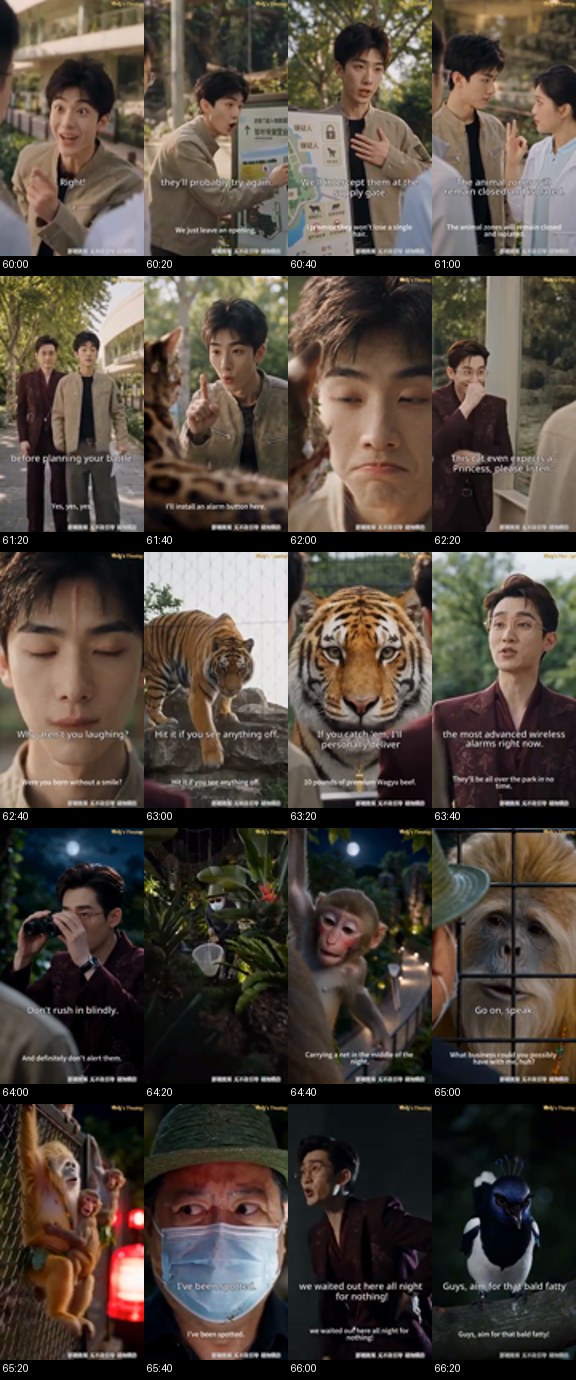 Right!
60:00
they'll probably try again.
We just leave an opening,
60:20
We'll intercept them at the
supply gate
I promise they won't lose a single
hair.
60:40
The animal zones will
remain closed and isolated.
The animal zones will remain closed
and isolated.
61:00
before planning your battle.
Yes, yes, yes.
61:20
I'll install an alarm button here.
61:40
62:00
This cat even expects a
Princess, please listen.
62:20
Why aren't you laughing?
Were you born without a smile?
62:40
Hit it if you see anything off.
Hit it if you see anything off.
63:00
If you catch 'em, I'll
personally deliver
10 pounds of premium Wagyu beef.
63:20
the most advanced wireless
alarms right now.
They'll be all over the park in no
time.
63:40
Don't rush in blindly.
And definitely don't alert them.
64:00
64:20
Carrying a net in the middle of the
night,
64:40
Go on, speak.
What business could you possibly
have with me, huh?
65:00
65:20
I've been spotted.
I've been spotted.
65:40
we waited out here all night
for nothing!
we waited out here all night for
nothing!
66:00
Guys, aim for that bald fatty
Guys, aim for that bald fatty!
66:20